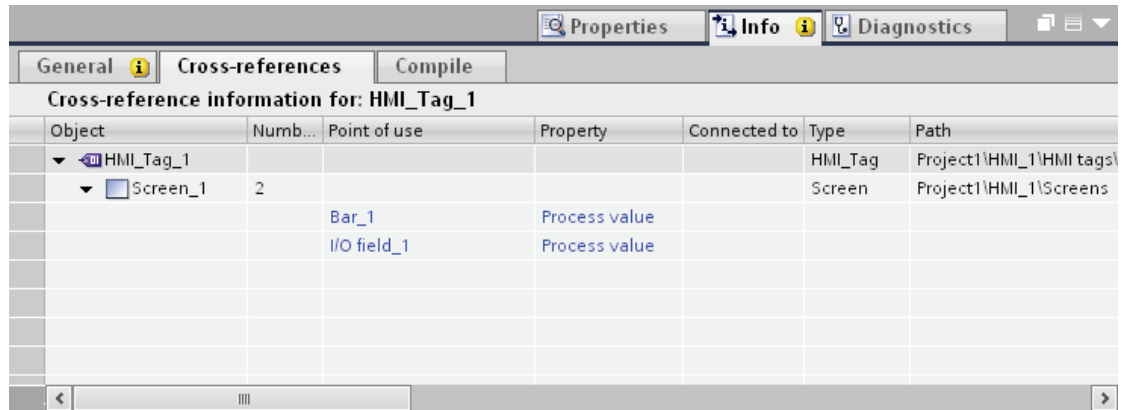 Properties Info Diagnostics
General Cross-references Compile
Cross-reference information for: HMI_Tag_1
Object Numb... Point of use Property Connected to Type Path
HMI_Tag_1 HMI_Tag Project1\HMI_1\HMI tags\
Screen_1 2 Screen Project1\HMI_1\Screens
Bar_1 Process value
I/O field_1 Process value